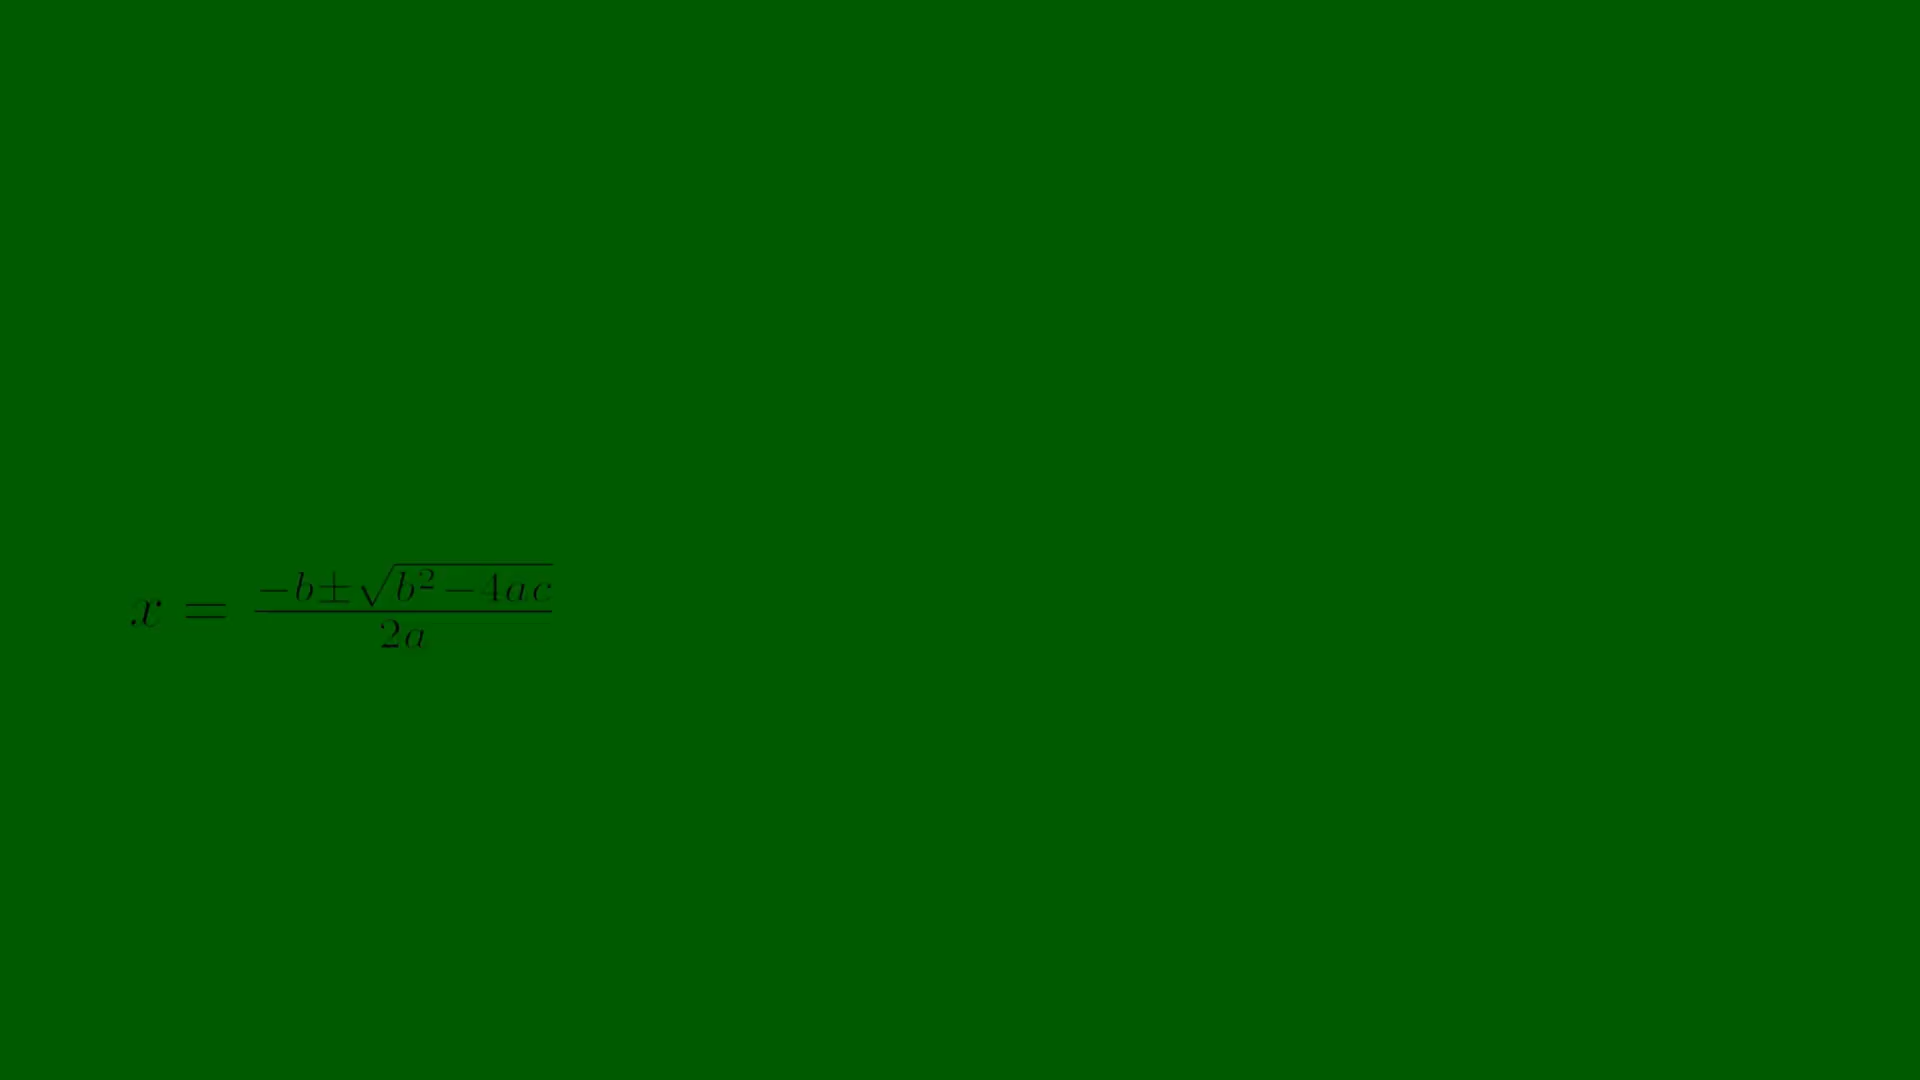 x = \frac{-b \pm \sqrt{b^2 - 4ac}}{2a}